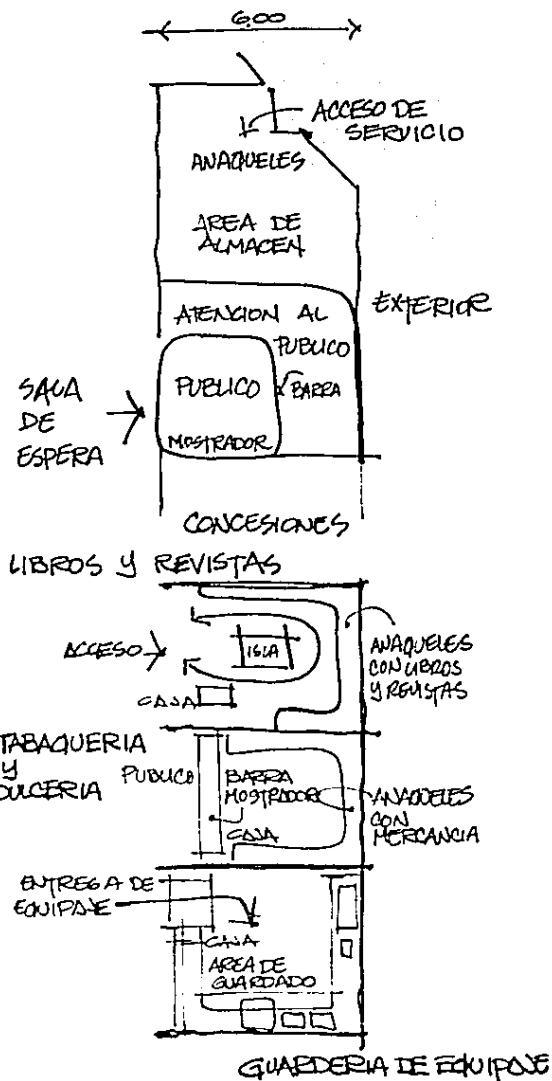 6.00
ACCESO DE
SERVICIO
ANAQUELES
AREA DE
ALMACEN
EXTERIOR
ATENCION AL
PUBLICO
SALA
DE
ESPERA
PUBLICO
BARRA
MOSTRADOR
CONCESIONES
LIBROS Y REVISTAS
ACCESO
ISLA
ANAQUELES
CON LIBROS
Y REVISTAS
CAJA
TABAQUERIA
Y
DULCERIA
PUBLICO
BARRA
MOSTRADOR
ANAQUELES
CON
MERCANCIA
CAJA
ENTREGA DE
EQUIPAJE
CAJA
AREA DE
GUARDADO
GUARDERIA DE EQUIPAJE